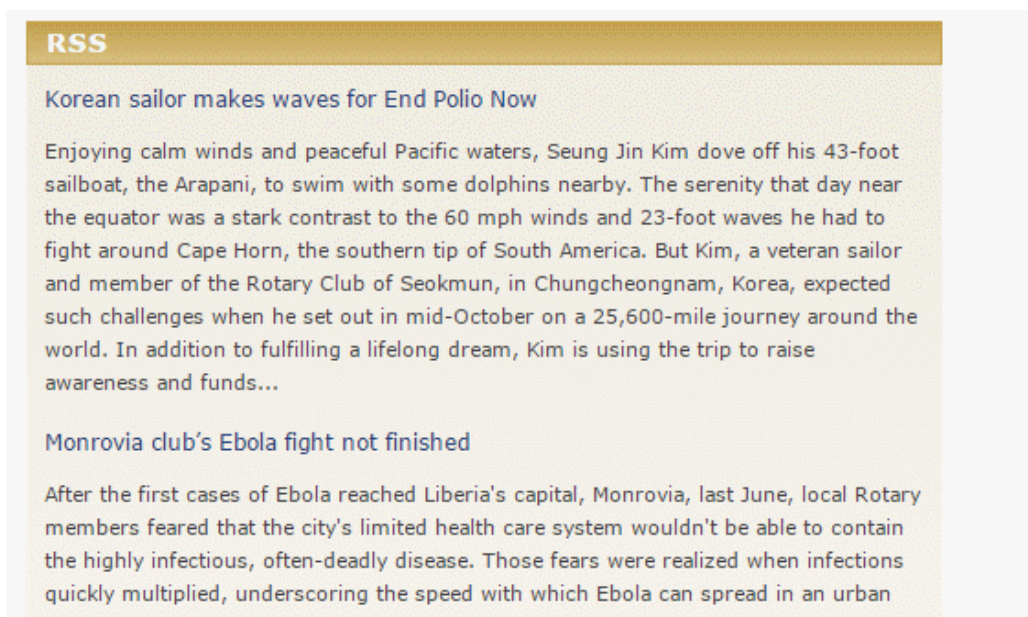 RSS
Korean sailor makes waves for End Polio Now
Enjoying calm winds and peaceful Pacific waters, Seung Jin Kim dove off his 43-foot
sailboat, the Arapani, to swim with some dolphins nearby. The serenity that day near
the equator was a stark contrast to the 60 mph winds and 23-foot waves he had to
fight around Cape Horn, the southern tip of South America. But Kim, a veteran sailor
and member of the Rotary Club of Seokmun, in Chungcheongnam, Korea, expected
such challenges when he set out in mid-October on a 25,600-mile journey around the
world. In addition to fulfilling a lifelong dream, Kim is using the trip to raise
awareness and funds...
Monrovia club’s Ebola fight not finished
After the first cases of Ebola reached Liberia's capital, Monrovia, last June, local Rotary
members feared that the city's limited health care system wouldn't be able to contain
the highly infectious, often-deadly disease. Those fears were realized when infections
quickly multiplied, underscoring the speed with which Ebola can spread in an urban